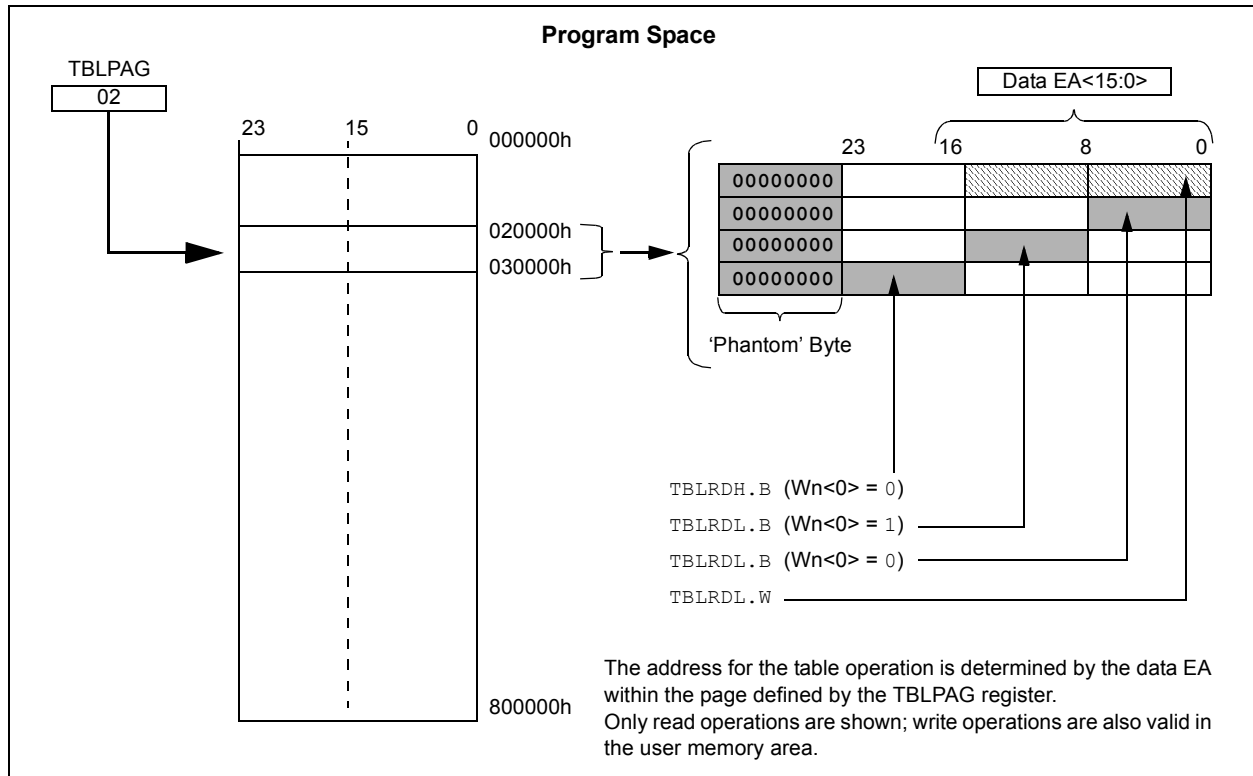 Program Space
TBLPAG
02
Data EA<15:0>
23 15 0
000000h
020000h
030000h
800000h
23 16 8 0
00000000
00000000
00000000
00000000
‘Phantom’ Byte
TBLRDH.B (Wn<0> = 0)
TBLRDL.B (Wn<0> = 1)
TBLRDL.B (Wn<0> = 0)
TBLRDL.W
The address for the table operation is determined by the data EA
within the page defined by the TBLPAG register.
Only read operations are shown; write operations are also valid in
the user memory area.